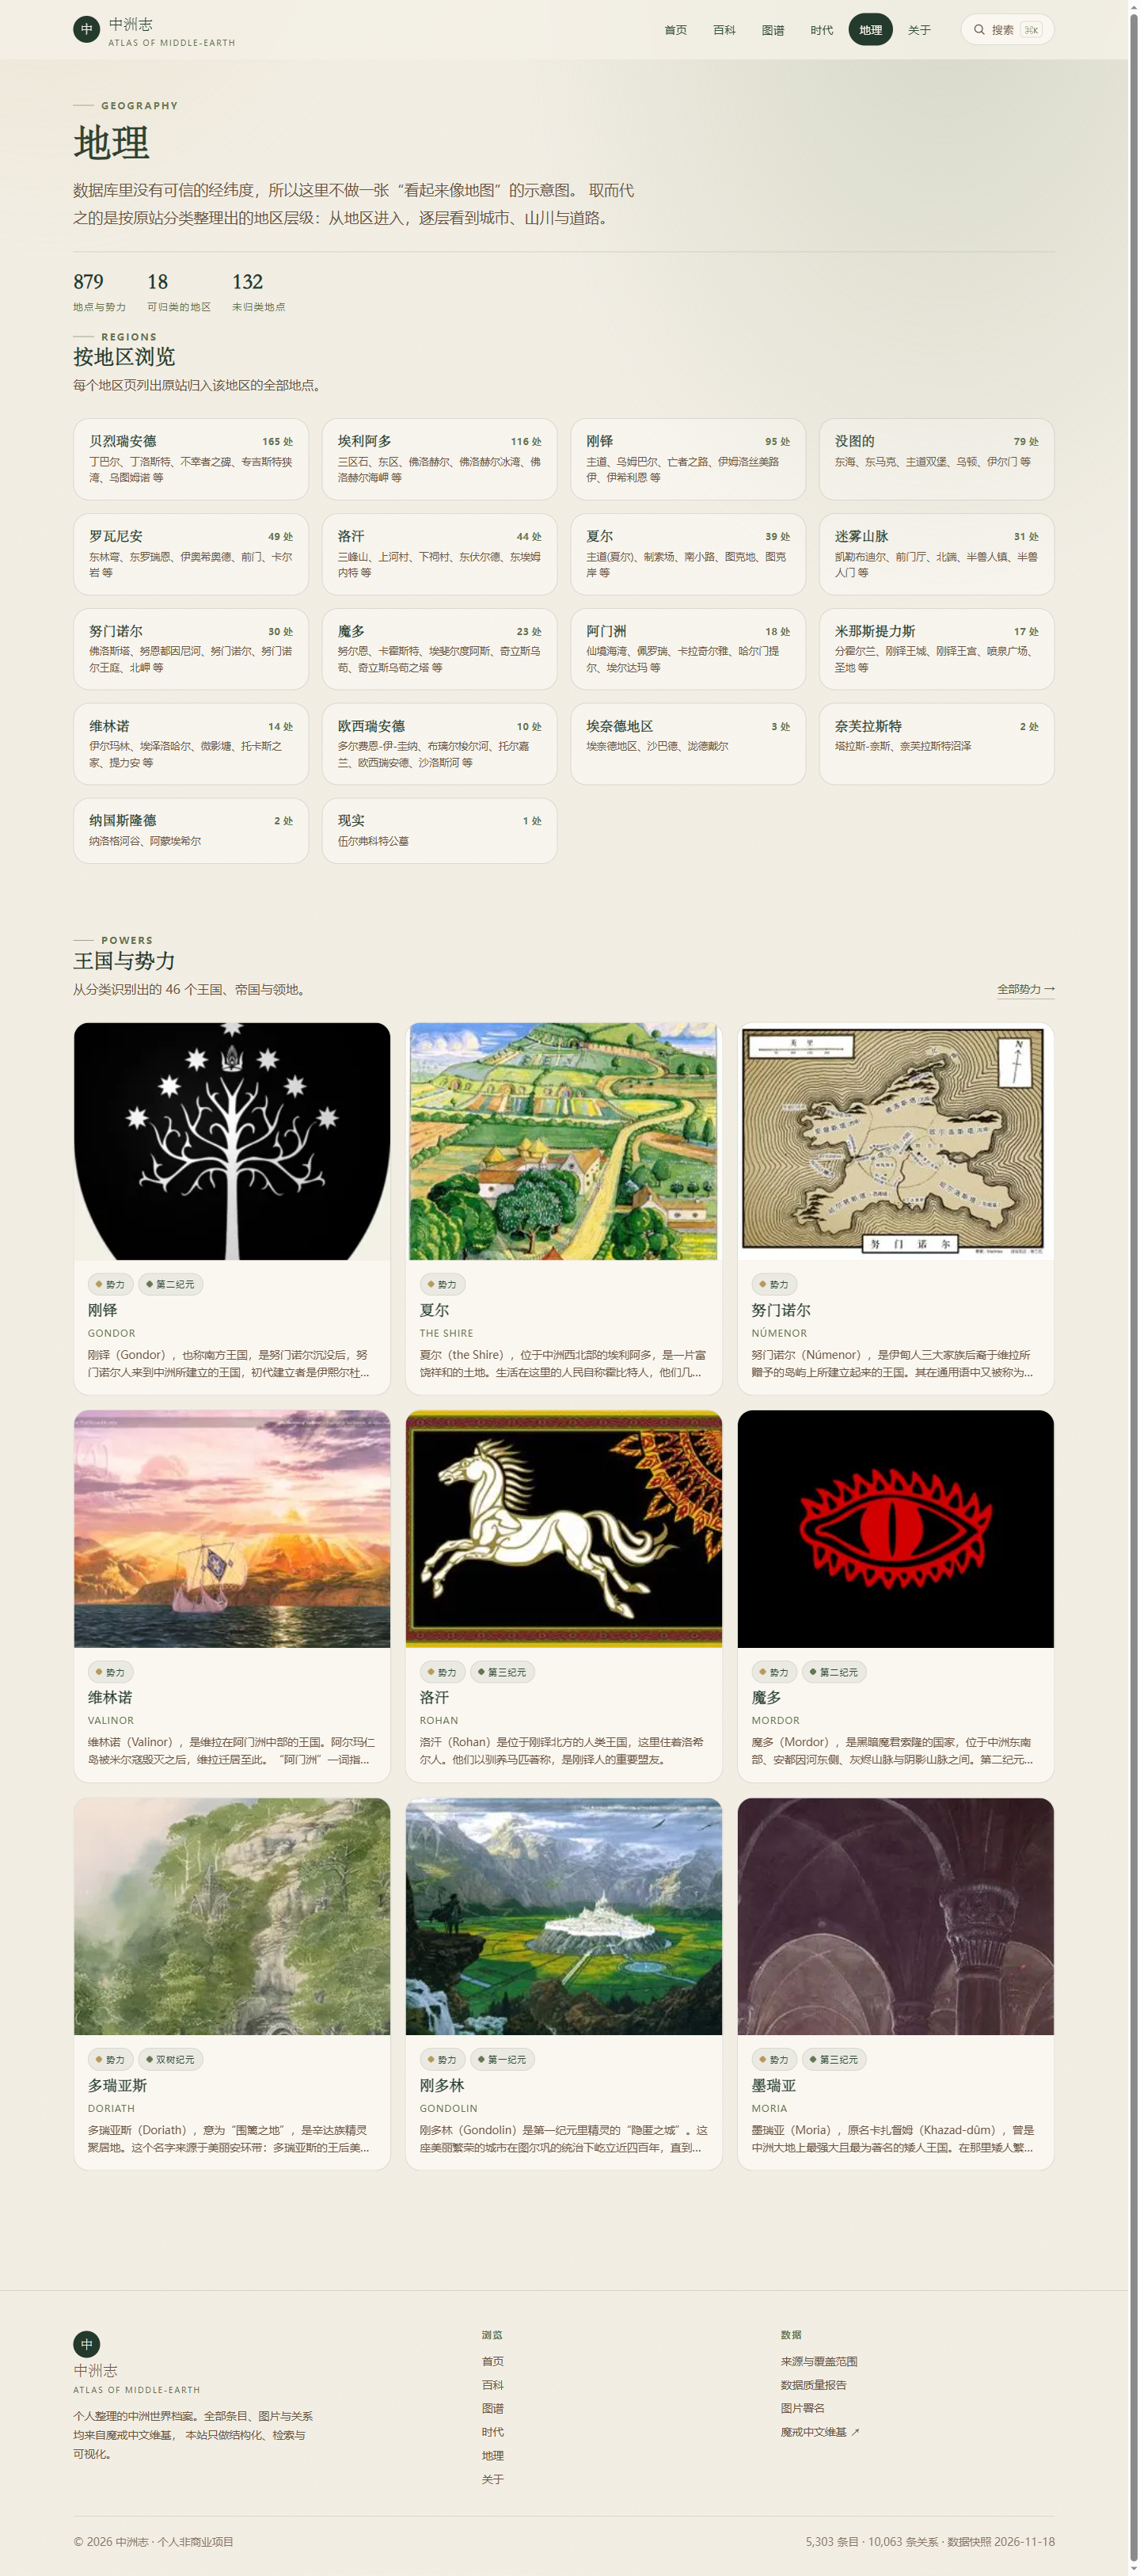 中 中洲志
ATLAS OF MIDDLE-EARTH
首页 百科 图谱 时代 地理 关于 搜索 ⌘K
GEOGRAPHY
地理
数据库里没有可信的经纬度，所以这里不做一张“看起来像地图”的示意图。 取而代
之的是按原站分类整理出的地区层级：从地区进入，逐层看到城市、山川与道路。
879 18 132
地点与势力 可归类的地区 未归类地点
REGIONS
按地区浏览
每个地区页列出原站归入该地区的全部地点。
贝烈瑞安德 165 处
丁巴尔、丁洛斯特、不幸者之碑、专吉斯特狭
湾、乌图姆诺 等
埃利阿多 116 处
三区石、东区、佛洛赫尔、佛洛赫尔冰湾、佛
洛赫尔海岬 等
刚铎 95 处
主道、乌姆巴尔、亡者之路、伊姆洛丝美路
伊、伊希利恩 等
没图的 79 处
东海、东马克、主道双堡、乌顿、伊尔门 等
罗瓦尼安 49 处
东林弯、东罗瑞恩、伊奥希奥德、前门、卡尔
岩 等
洛汗 44 处
三峰山、上河村、下袴村、东伏尔德、东埃姆
内特 等
夏尔 39 处
主道(夏尔)、制索场、南小路、图克地、图克
岸 等
迷雾山脉 31 处
凯勒布迪尔、前门厅、北隘、半兽人镇、半兽
人门 等
努门诺尔 30 处
佛洛斯塔、努恩都因尼河、努门诺尔、努门诺
尔王庭、北岬 等
魔多 23 处
努尔恩、卡霍斯特、埃斐尔度阿斯、奇立斯乌
苟、奇立斯乌苟之塔 等
阿门洲 18 处
仙境海湾、佩罗瑞、卡拉奇尔雅、哈尔门提
尔、埃尔达玛 等
米那斯提力斯 17 处
分霍尔兰、刚铎王城、刚铎王宫、喷泉广场、
圣地 等
维林诺 14 处
伊尔玛林、埃泽洛哈尔、微影塘、托卡斯之
家、提力安 等
欧西瑞安德 10 处
多尔费恩-伊-圭纳、布璃尔梭尔河、托尔嘉
兰、欧西瑞安德、沙洛斯河 等
埃奈德地区 3 处
埃奈德地区、沙巴德、泷德戴尔
奈芙拉斯特 2 处
塔拉斯-奈斯、奈芙拉斯特沼泽
纳国斯隆德 2 处
纳洛格河谷、阿蒙埃希尔
现实 1 处
伍尔弗科特公墓
POWERS
王国与势力
从分类识别出的 46 个王国、帝国与领地。 全部势力 →
英里
N
努门诺尔
势力 第二纪元
刚铎
GONDOR
刚铎（Gondor），也称南方王国，是努门诺尔沉没后，努
门诺尔人来到中洲所建立的王国，初代建立者是伊熙尔杜...
势力
夏尔
THE SHIRE
夏尔（the Shire），位于中洲西北部的埃利阿多，是一片富
饶祥和的土地。生活在这里的人民自称霍比特人，他们几...
势力
努门诺尔
NÚMENOR
努门诺尔（Númenor），是伊甸人三大家族后裔于维拉所
赠予的岛屿上所建立起来的王国。其在通用语中又被称为...
势力
维林诺
VALINOR
维林诺（Valinor），是维拉在阿门洲中部的王国。阿尔玛仁
岛被米尔寇毁灭之后，维拉迁居至此。“阿门洲”一词指...
势力 第三纪元
洛汗
ROHAN
洛汗（Rohan）是位于刚铎北方的人类王国，这里住着洛希
尔人。他们以驯养马匹著称，是刚铎人的重要盟友。
势力 第二纪元
魔多
MORDOR
魔多（Mordor），是黑暗魔君索隆的国家，位于中洲东南
部、安都因河东侧、灰烬山脉与阴影山脉之间。第二纪元...
势力 双树纪元
多瑞亚斯
DORIATH
多瑞亚斯（Doriath），意为“围篱之地”，是辛达族精灵
聚居地。这个名字来源于美丽安环带：多瑞亚斯的王后美...
势力 第一纪元
刚多林
GONDOLIN
刚多林（Gondolin）是第一纪元里精灵的“隐匿之城”。这
座美丽繁荣的城市在图尔巩的统治下屹立近四百年，直到...
势力 第三纪元
墨瑞亚
MORIA
墨瑞亚（Moria），原名卡扎督姆（Khazad-dûm），曾是
中洲大地上最强大且最为著名的矮人王国。在那里矮人繁...
中
中洲志
ATLAS OF MIDDLE-EARTH
个人整理的中洲世界档案。全部条目、图片与关系
均来自魔戒中文维基， 本站只做结构化、检索与
可视化。
浏览
首页
百科
图谱
时代
地理
关于
数据
来源与覆盖范围
数据质量报告
图片署名
魔戒中文维基 ↗
© 2026 中洲志 · 个人非商业项目
5,303 条目 · 10,063 条关系 · 数据快照 2026-11-18